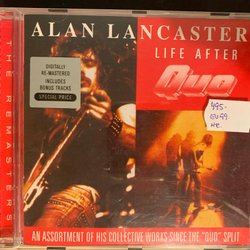 ALAN LANCASTER
LIFE AFTER
Quo
DIGITALLY
RE-MASTERED
INCLUDES
BONUS TRACKS
SPECIAL PRICE
495-
THE REMASTERS
AN ASSORTMENT OF HIS COLLECTIVE WORKS SINCE THE "QUO" SPLIT